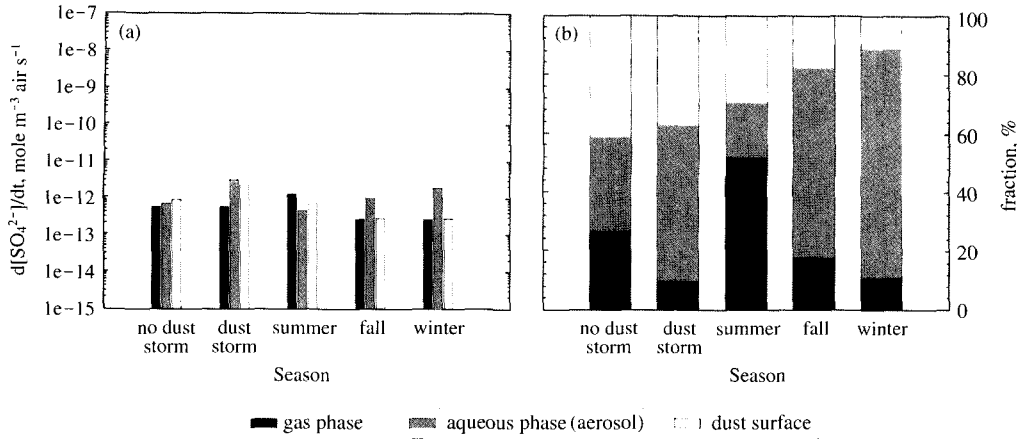 (a)
d[SO₄²⁻]/dt, mole m⁻³ air s⁻¹
1e–7
1e–8
1e–9
1e–10
1e–11
1e–12
1e–13
1e–14
1e–15
no dust storm
dust storm
summer
fall
winter
Season
(b)
100
80
60
40
20
0
fraction, %
no dust storm
dust storm
summer
fall
winter
Season
gas phase
aqueous phase (aerosol)
dust surface